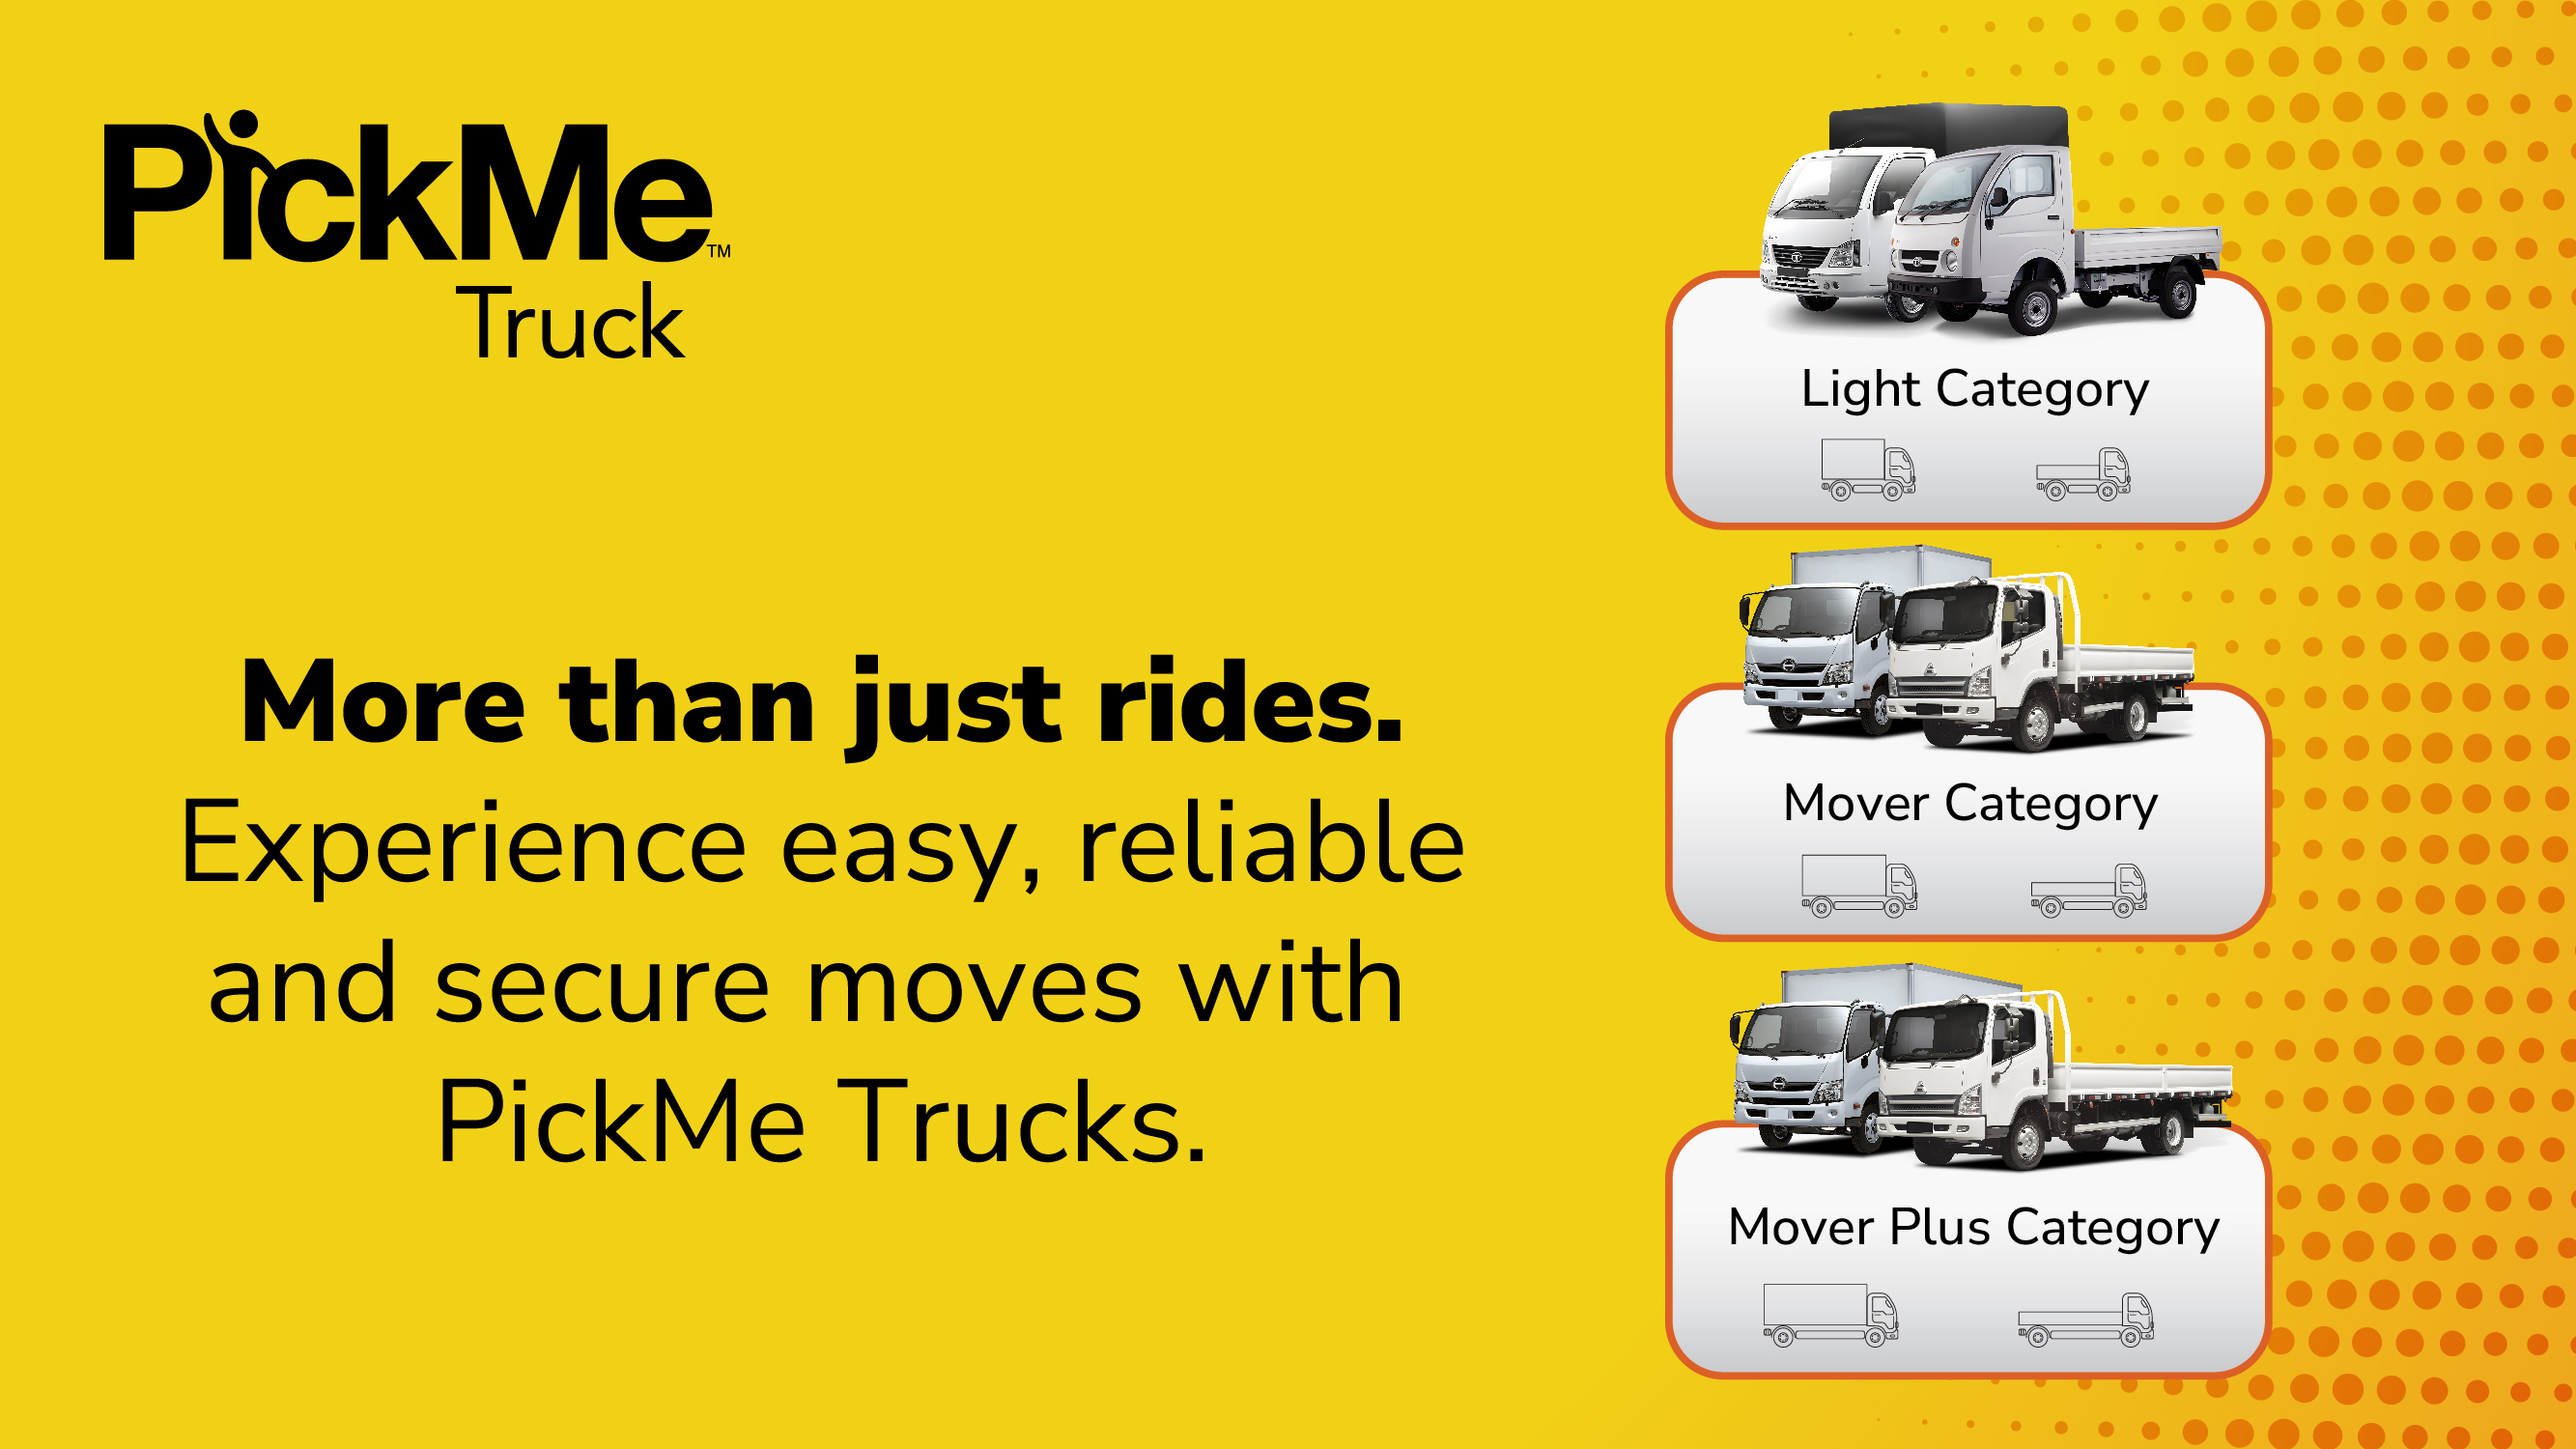 PickMe™
Truck
More than just rides.
Experience easy, reliable
and secure moves with
PickMe Trucks.
Light Category
Mover Category
Mover Plus Category